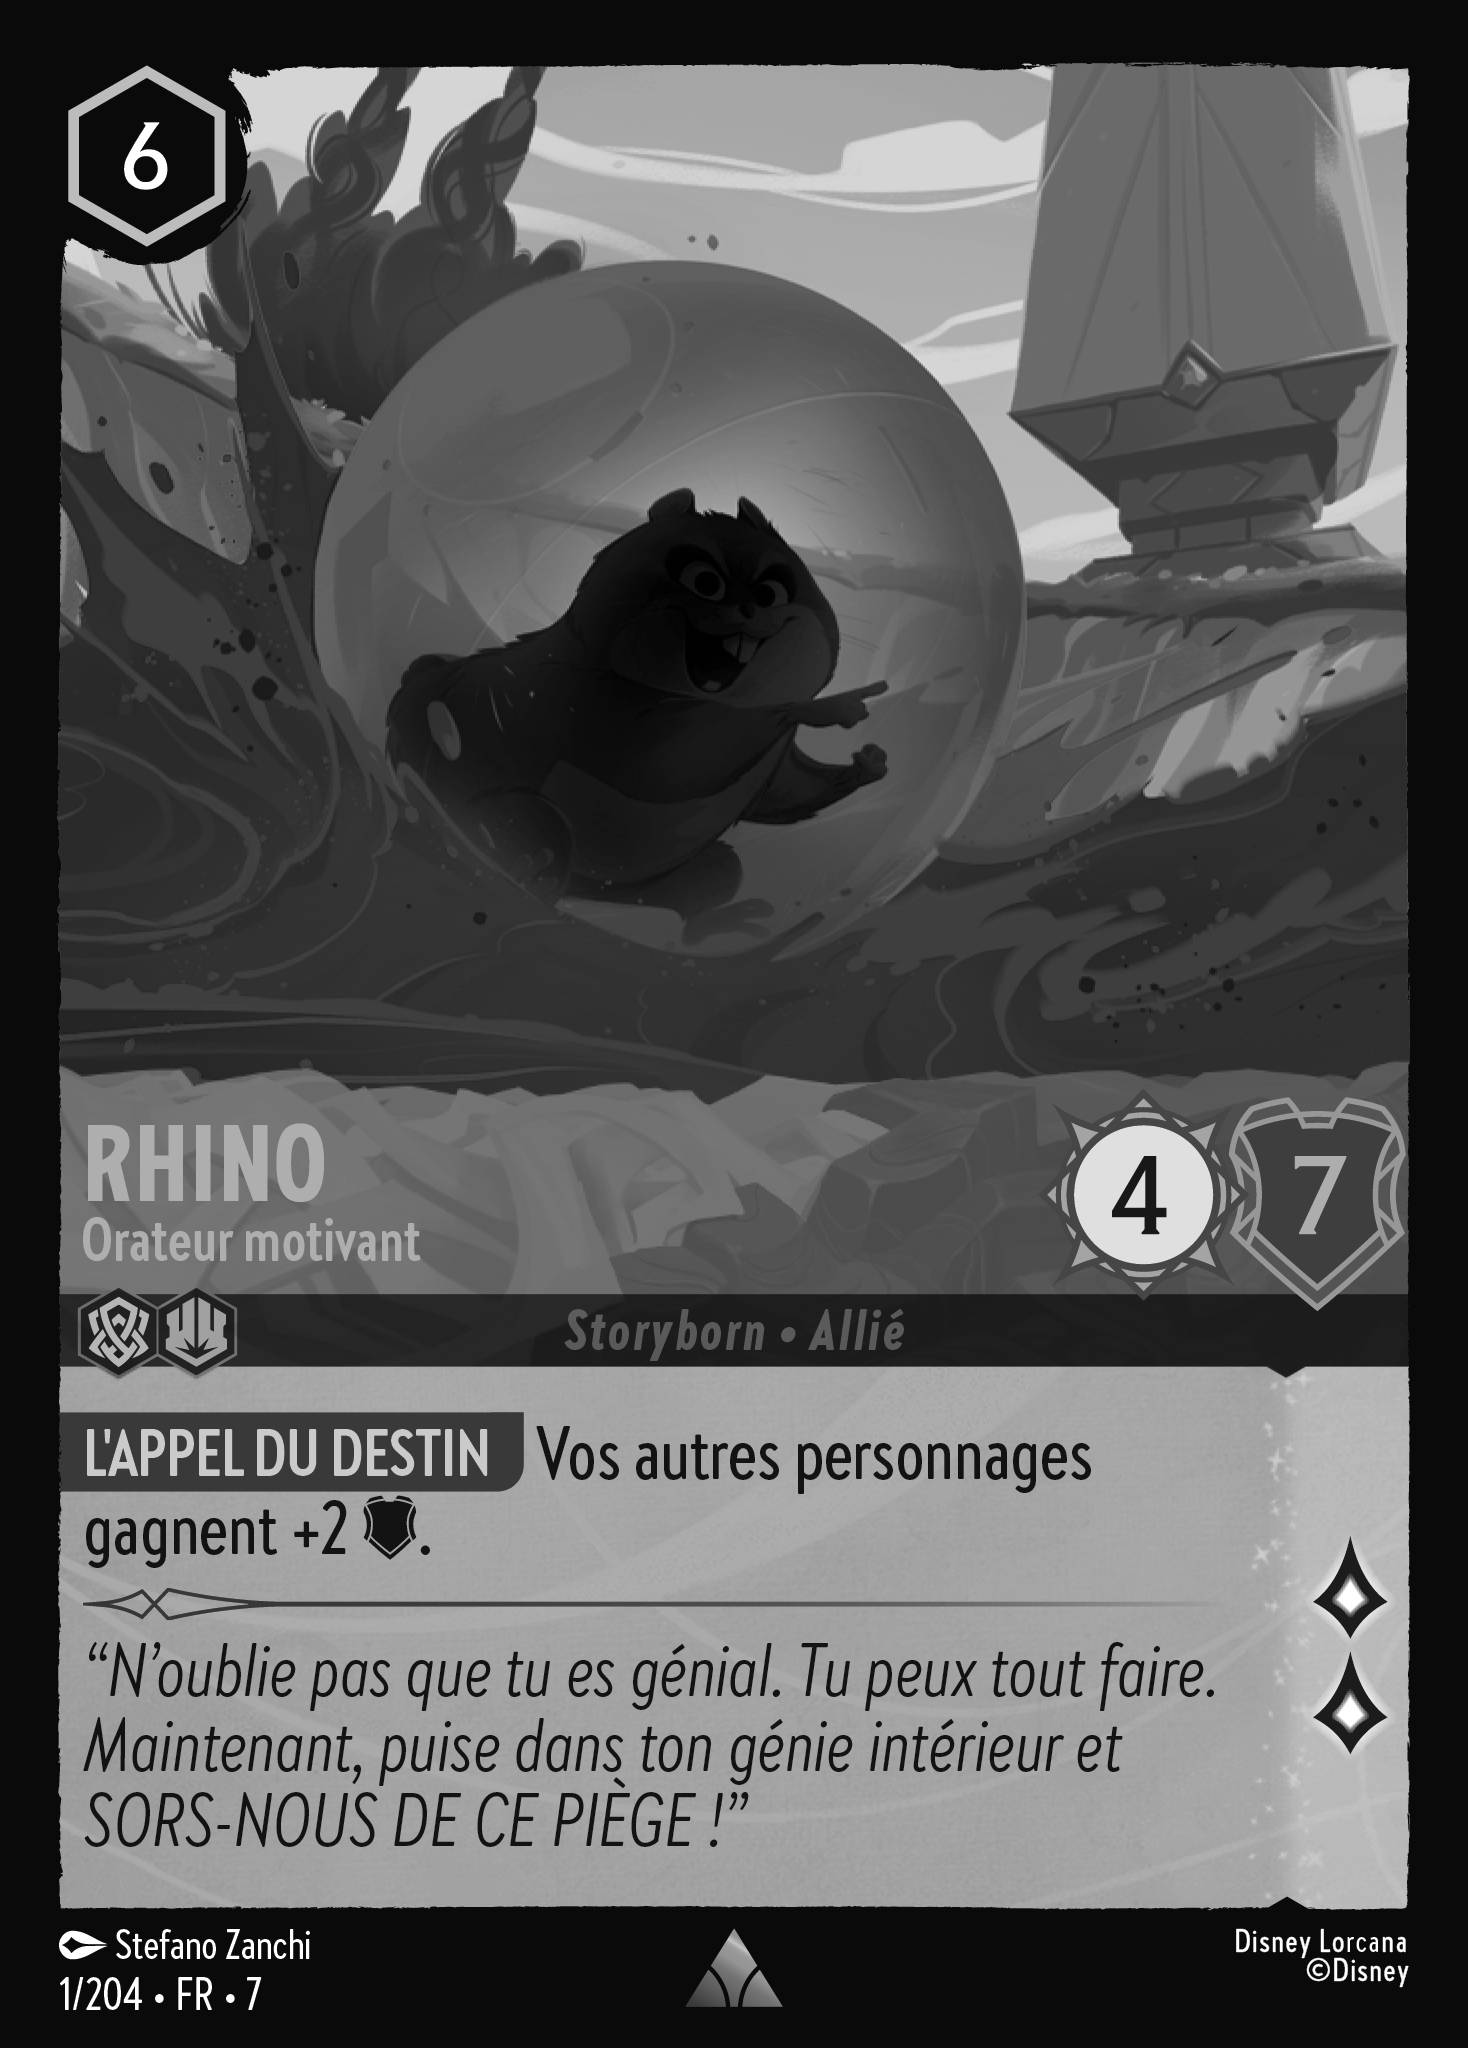 6
RHINO
Orateur motivant
4
7
Storyborn • Allié
L'APPEL DU DESTIN Vos autres personnages
gagnent +2 .
“N’oublie pas que tu es génial. Tu peux tout faire.
Maintenant, puise dans ton génie intérieur et
SORS-NOUS DE CE PIÈGE !”
Stefano Zanchi
1/204 • FR • 7
Disney Lorcana
©Disney